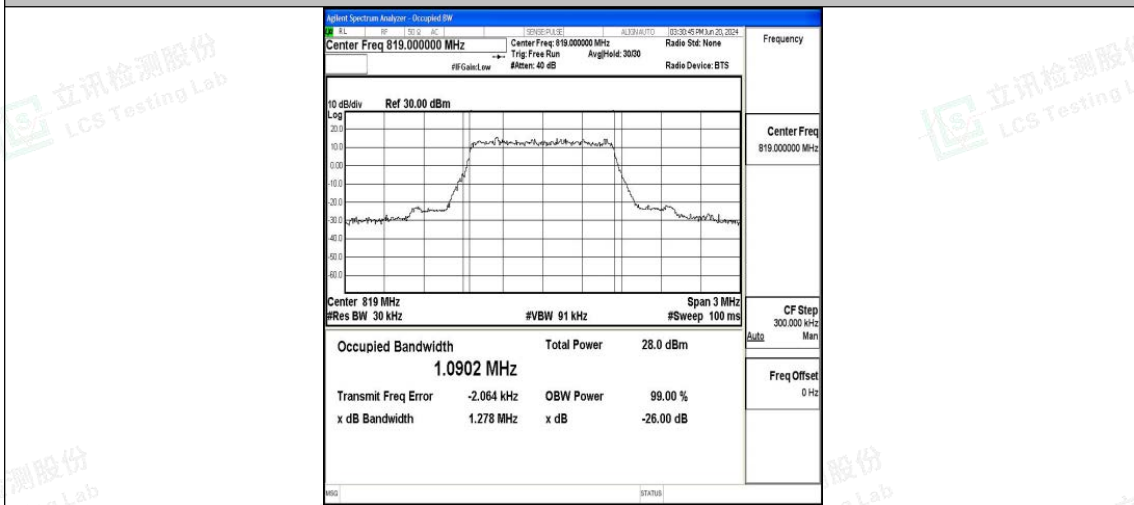 Agilent Spectrum Analyzer - Occupied BW
RL RF 50 Ω AC SENSE:PULSE ALIGN AUTO 03:30:45 PM Jun 20, 2024
Center Freq 819.000000 MHz
Center Freq: 819.000000 MHz
Radio Std: None
Trig: Free Run Avg|Hold: 30/30
#IFGain:Low #Atten: 40 dB Radio Device: BTS
Frequency
10 dB/div Ref 30.00 dBm
Log
20.0
10.0
0.00
-10.0
-20.0
-30.0
-40.0
-50.0
-60.0
Center 819 MHz Span 3 MHz
#Res BW 30 kHz #VBW 91 kHz #Sweep 100 ms
Occupied Bandwidth Total Power 28.0 dBm
1.0902 MHz
Transmit Freq Error -2.064 kHz OBW Power 99.00 %
x dB Bandwidth 1.278 MHz x dB -26.00 dB
Center Freq
819.000000 MHz
CF Step
300.000 kHz
Auto Man
Freq Offset
0 Hz
MSG STATUS
立讯检测股份
LCS Testing Lab
立讯检测股份
LCS Testing L
测股份
Lab
股份
Lab